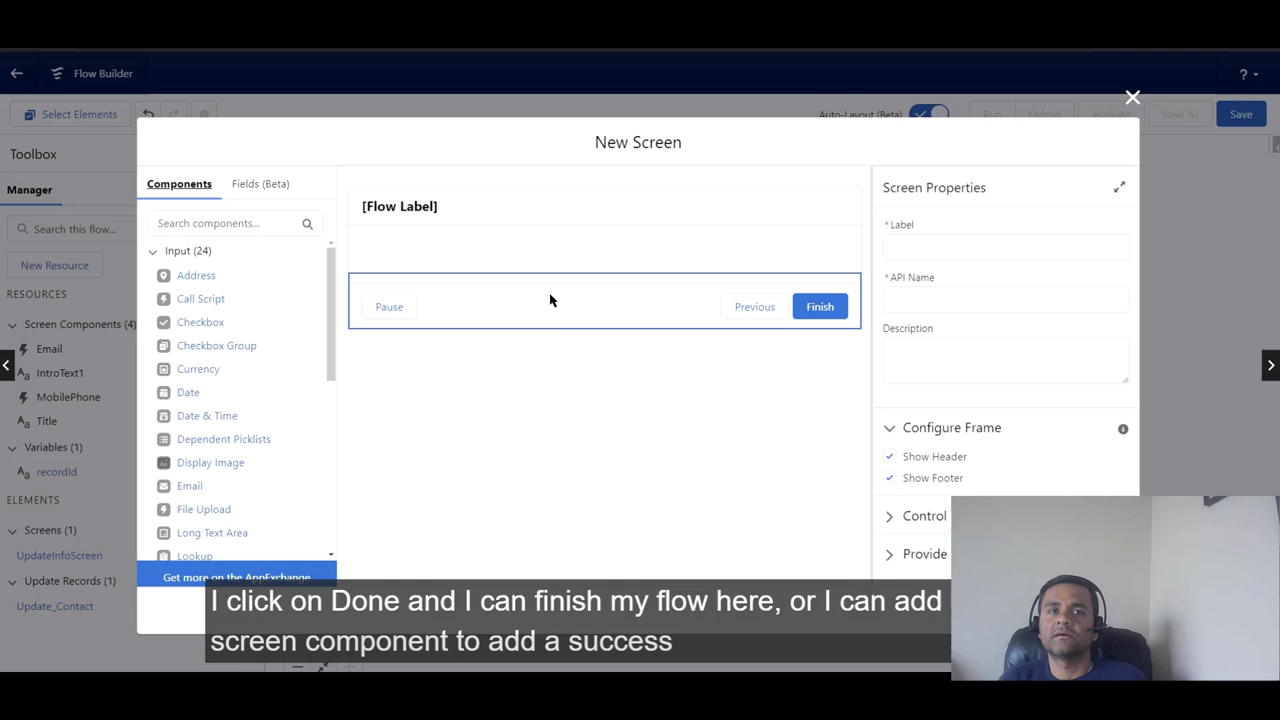 Flow Builder
?
Select Elements
Auto-Layout (Beta)
Run
Debug
Activate
Save As
Save
Toolbox
Manager
Search this flow...
New Resource
RESOURCES
Screen Components (4)
Email
IntroText1
MobilePhone
Title
Variables (1)
recordId
ELEMENTS
Screens (1)
UpdateInfoScreen
Update Records (1)
Update_Contact
New Screen
Components
Fields (Beta)
Search components...
Input (24)
Address
Call Script
Checkbox
Checkbox Group
Currency
Date
Date & Time
Dependent Picklists
Display Image
Email
File Upload
Long Text Area
Lookup
Get more on the AppExchange
[Flow Label]
Pause
Previous
Finish
Screen Properties
* Label
* API Name
Description
Configure Frame
Show Header
Show Footer
Control
Provide
I click on Done and I can finish my flow here, or I can add
screen component to add a success